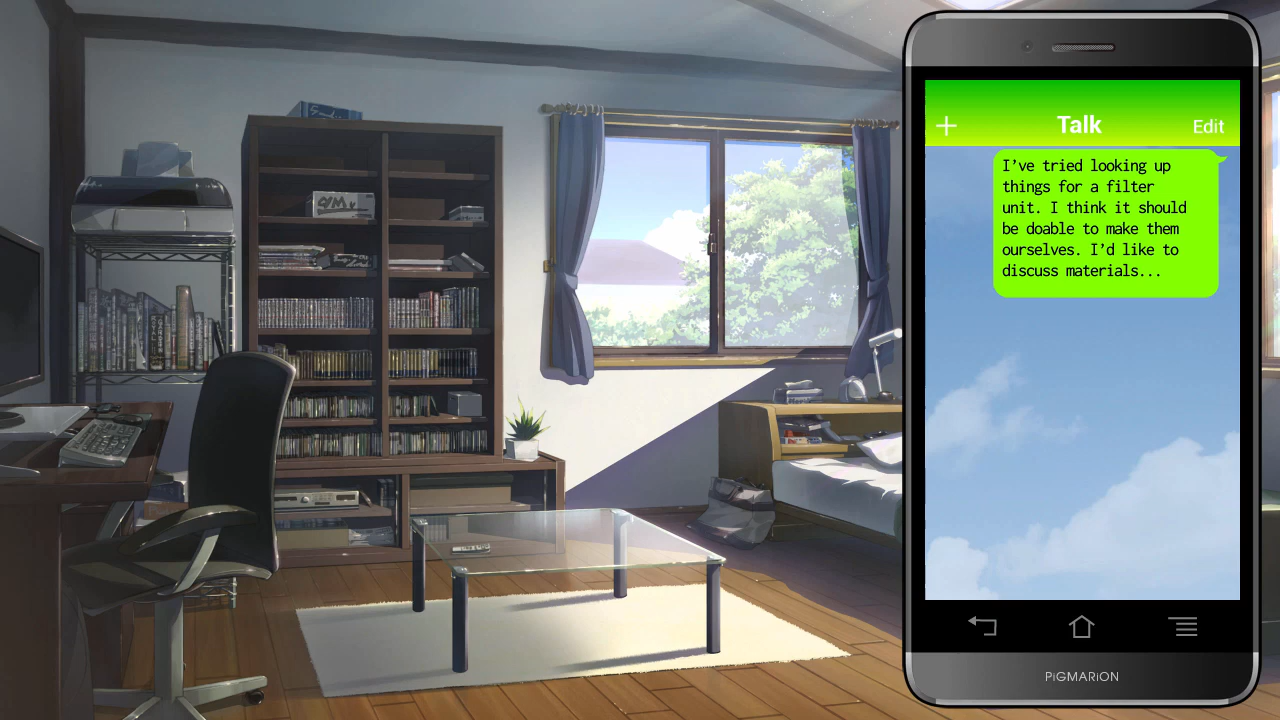 Talk
Edit
I've tried looking up
things for a filter
unit. I think it should
be doable to make them
ourselves. I'd like to
discuss materials...
PiGMARiON